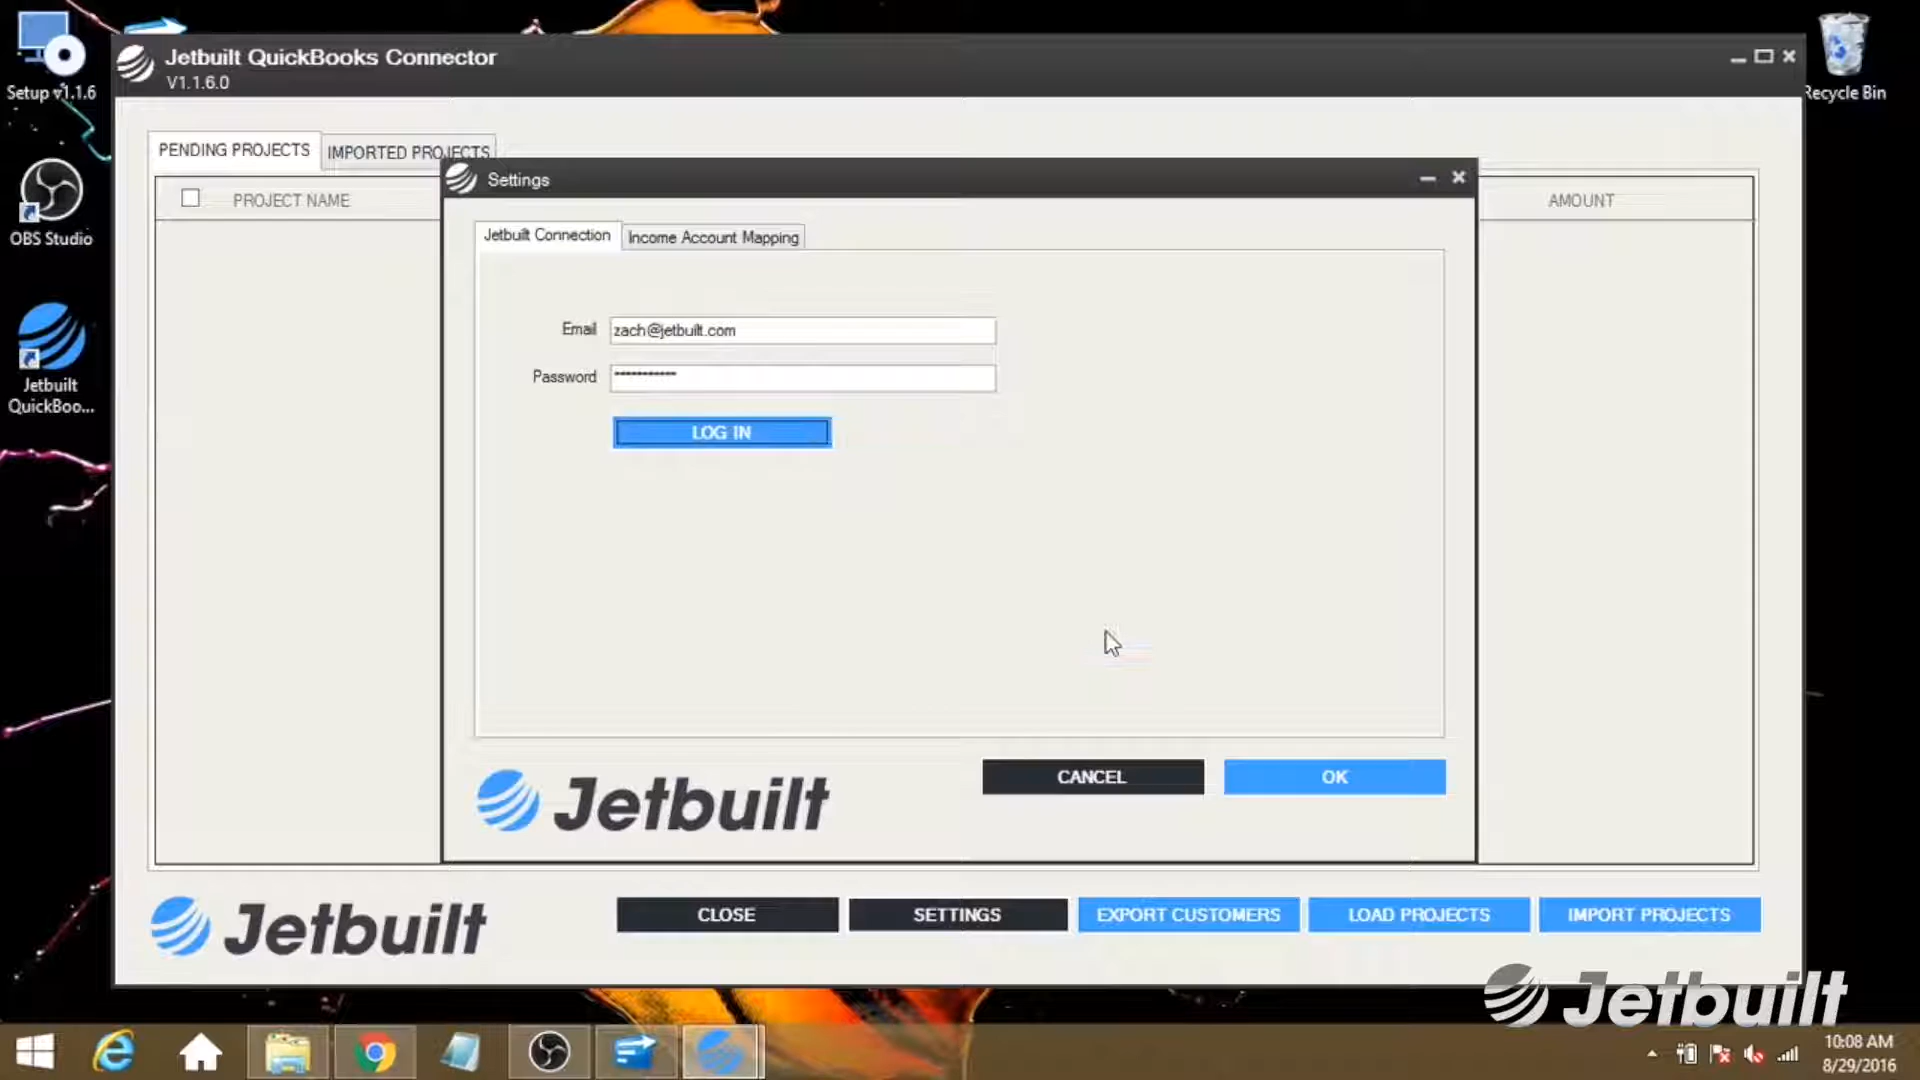 Setup v1.1.6
OBS Studio
Jetbuilt
QuickBoo...
Recycle Bin
Jetbuilt QuickBooks Connector
V1.1.6.0
PENDING PROJECTS
IMPORTED PROJECTS
PROJECT NAME
AMOUNT
Settings
Jetbuilt Connection
Income Account Mapping
Email
zach@jetbuilt.com
Password
***********
LOG IN
CANCEL
OK
Jetbuilt
Jetbuilt
CLOSE
SETTINGS
EXPORT CUSTOMERS
LOAD PROJECTS
IMPORT PROJECTS
Jetbuilt
10:08 AM
8/29/2016